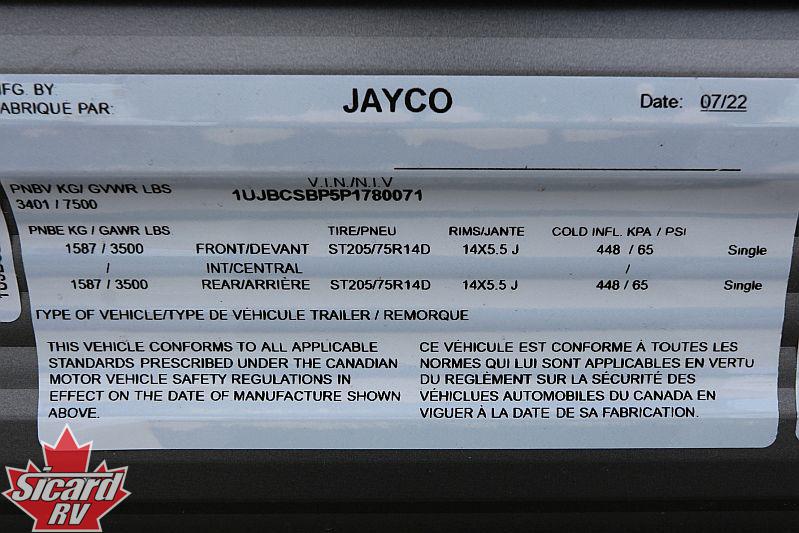 MFG. BY: JAYCO Date: 07/22
FABRIQUE PAR:
V.I.N./N.I.V
PNBV KG/ GVWR LBS 1UJBCSBP5P1780071
3401 / 7500
PNBE KG / GAWR LBS TIRE/PNEU RIMS/JANTE COLD INFL. KPA / PSI
1587 / 3500 FRONT/DEVANT ST205/75R14D 14X5.5 J 448 / 65 Single
/ INT/CENTRAL /
1587 / 3500 REAR/ARRIÈRE ST205/75R14D 14X5.5 J 448 / 65 Single
TYPE OF VEHICLE/TYPE DE VÉHICULE TRAILER / REMORQUE
THIS VEHICLE CONFORMS TO ALL APPLICABLE
STANDARDS PRESCRIBED UNDER THE CANADIAN
MOTOR VEHICLE SAFETY REGULATIONS IN
EFFECT ON THE DATE OF MANUFACTURE SHOWN
ABOVE.
CE VÉHICULE EST CONFORME À TOUTES LES
NORMES QUI LUI SONT APPLICABLES EN VERTU
DU REGLÈMENT SUR LA SÉCURITÉ DES
VÉHICLUES AUTOMOBILES DU CANADA EN
VIGUER À LA DATE DE SA FABRICATION.
Sicard
RV